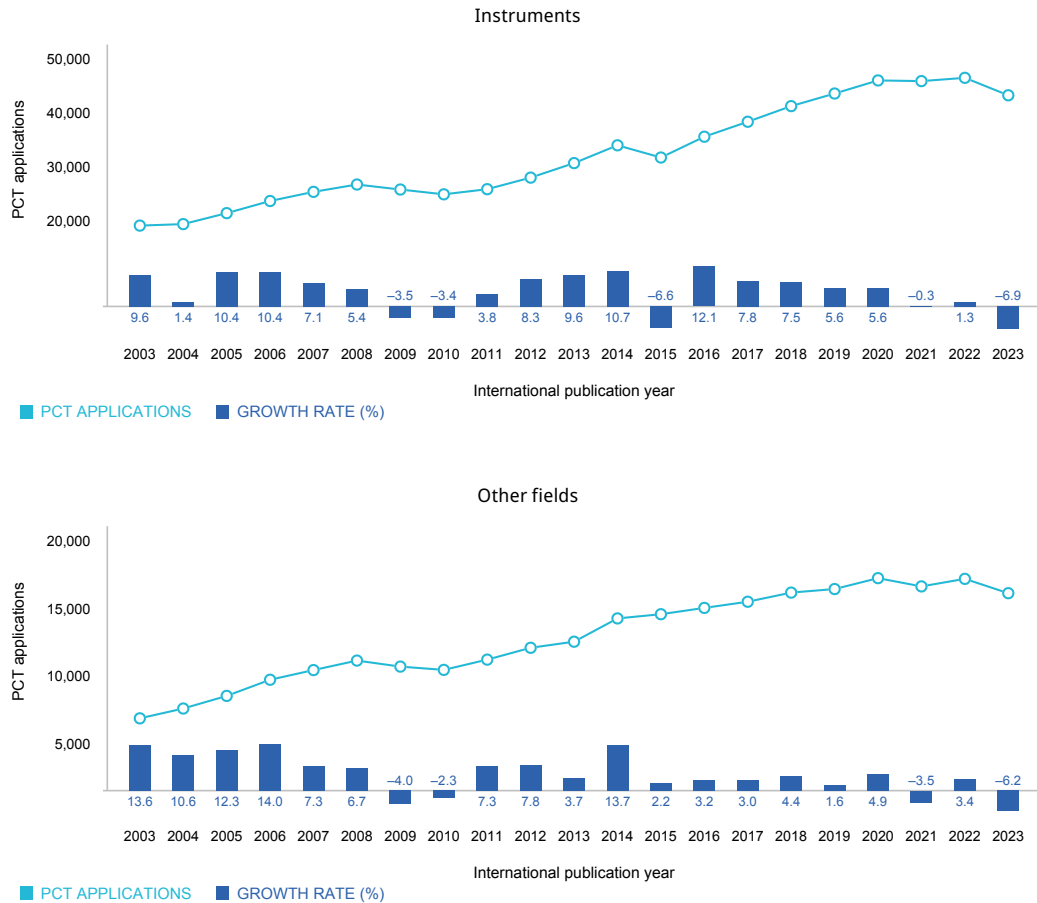 Instruments
50,000
40,000
30,000
20,000
PCT applications
–3.5 –3.4 –6.6 –0.3 –6.9
9.6 1.4 10.4 10.4 7.1 5.4 3.8 8.3 9.6 10.7 12.1 7.8 7.5 5.6 5.6 1.3
2003 2004 2005 2006 2007 2008 2009 2010 2011 2012 2013 2014 2015 2016 2017 2018 2019 2020 2021 2022 2023
International publication year
PCT APPLICATIONS GROWTH RATE (%)
Other fields
20,000
15,000
10,000
5,000
PCT applications
–4.0 –2.3 –3.5 –6.2
13.6 10.6 12.3 14.0 7.3 6.7 7.3 7.8 3.7 13.7 2.2 3.2 3.0 4.4 1.6 4.9 3.4
2003 2004 2005 2006 2007 2008 2009 2010 2011 2012 2013 2014 2015 2016 2017 2018 2019 2020 2021 2022 2023
International publication year
PCT APPLICATIONS GROWTH RATE (%)